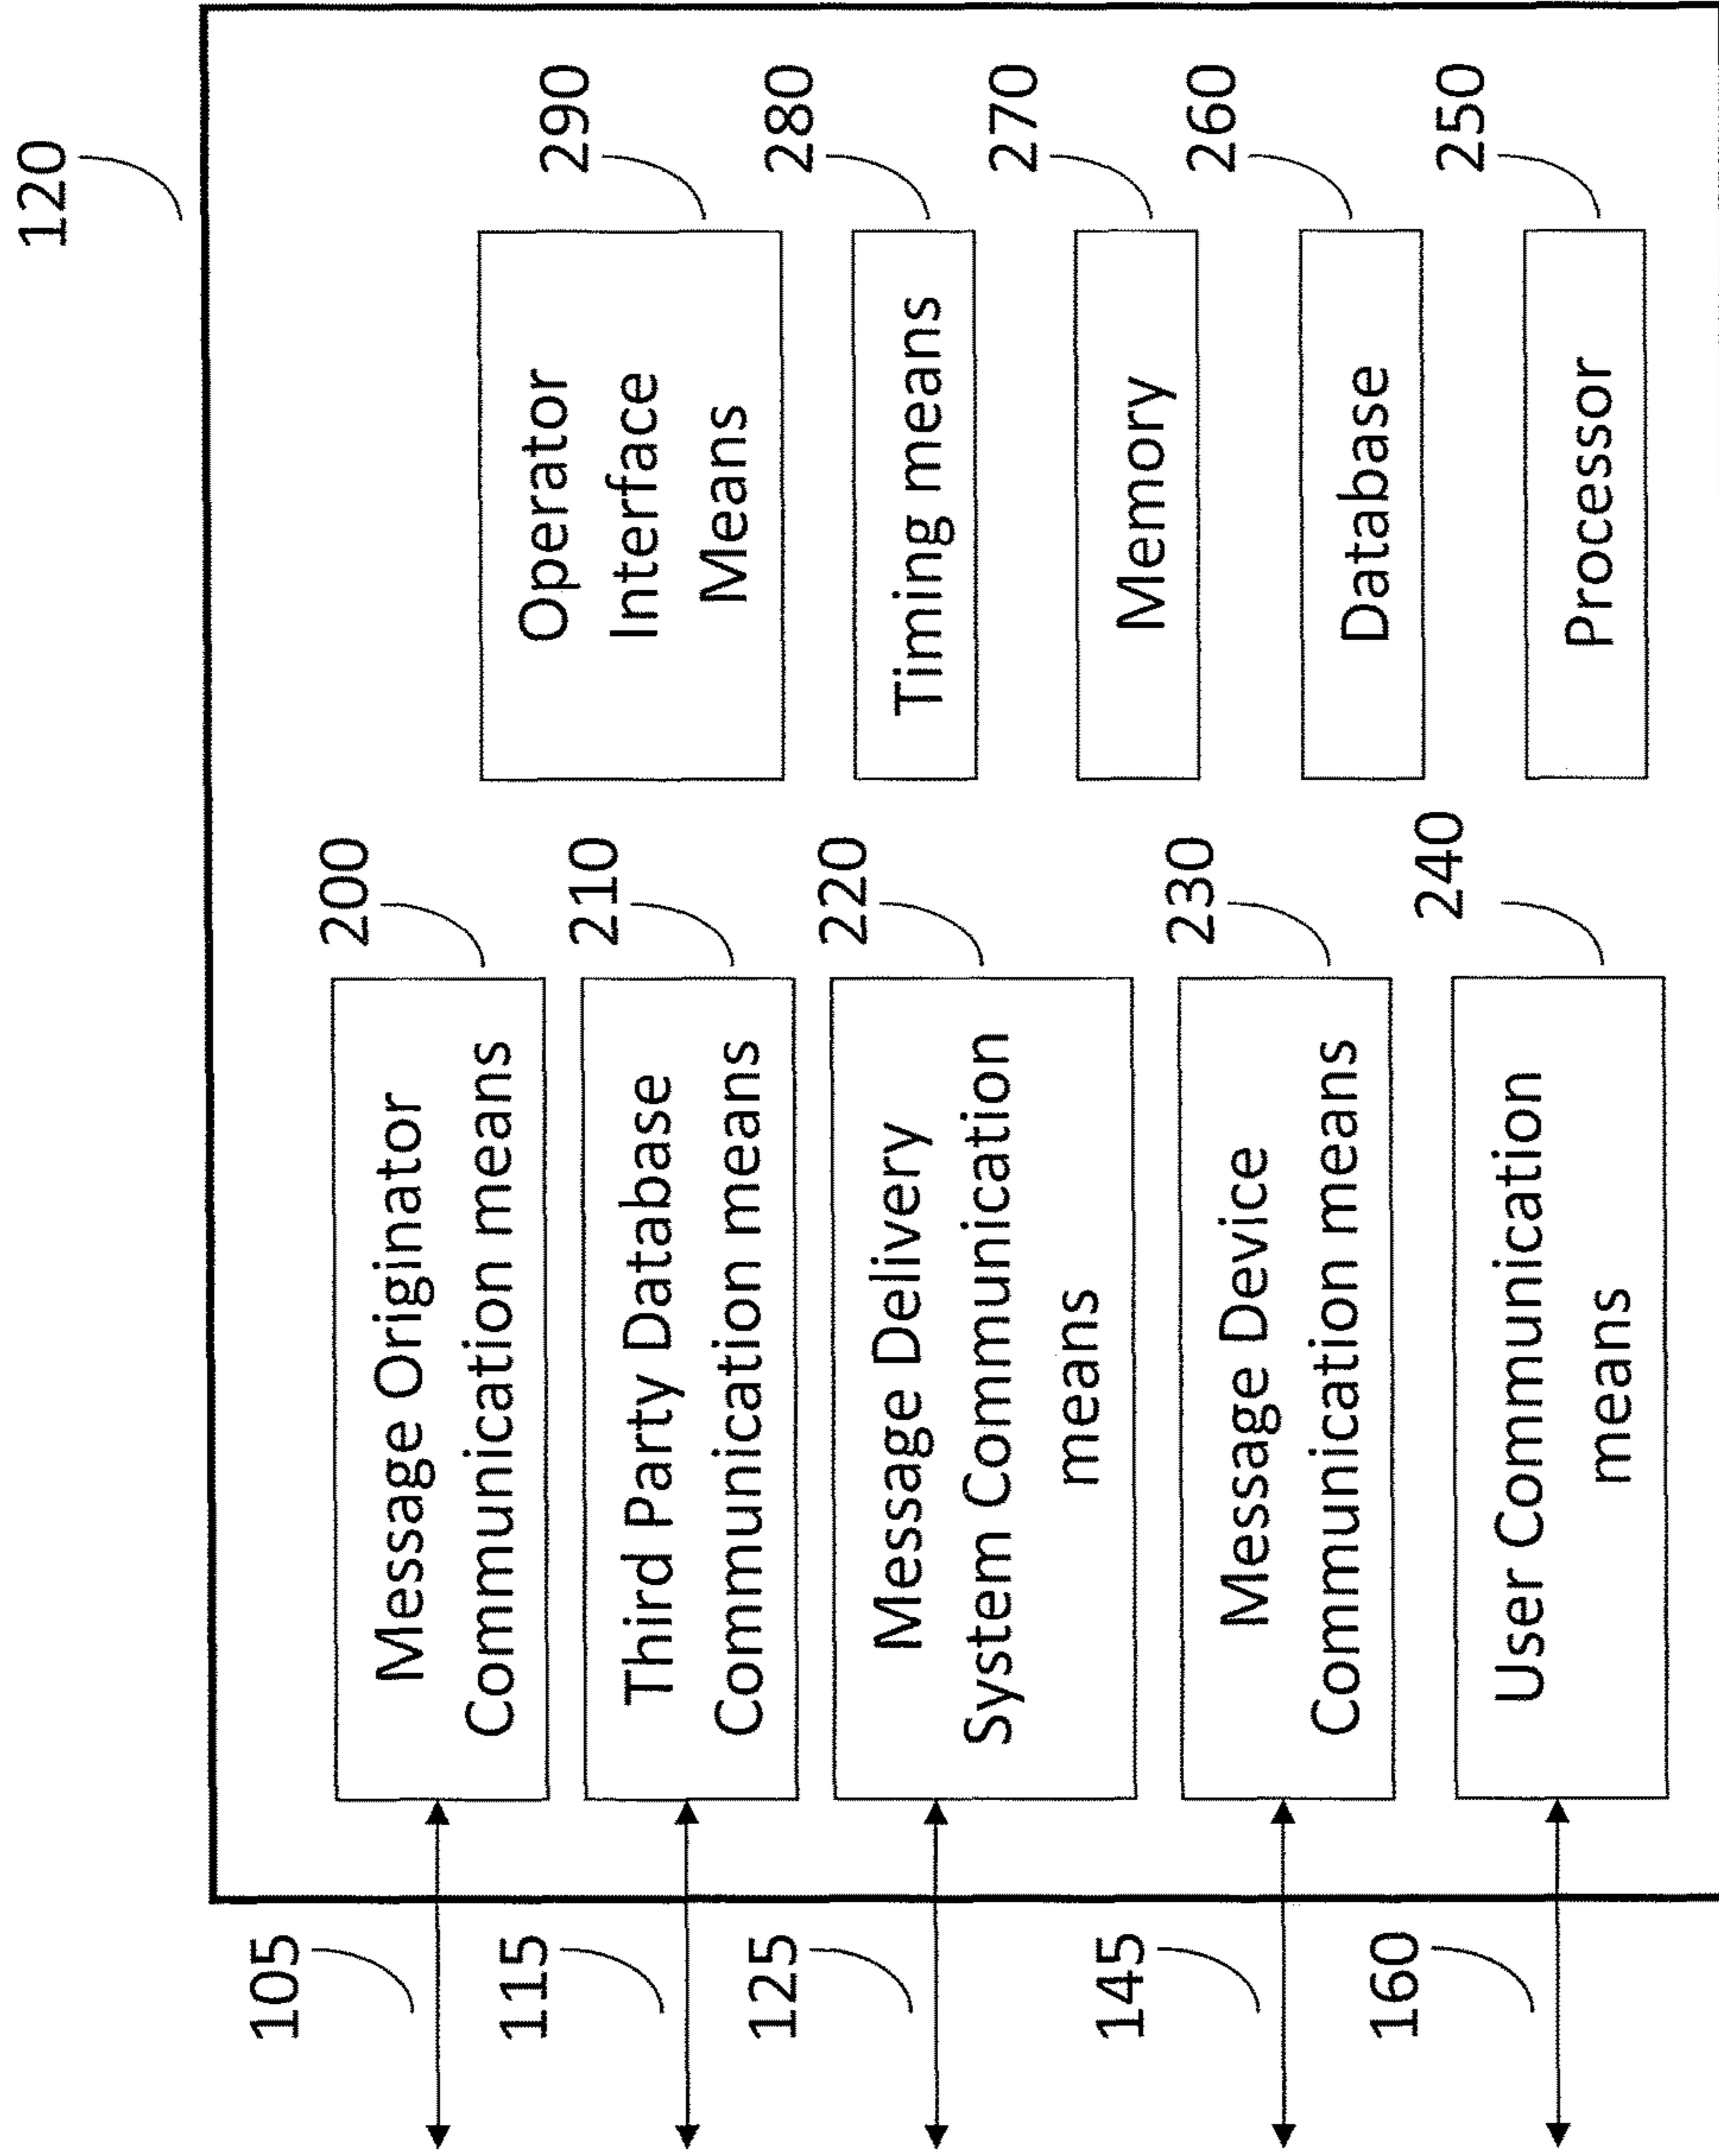 120
105
Message Originator
Communication means
200
115
Third Party Database
Communication means
210
125
Message Delivery
System Communication
means
220
145
Message Device
Communication means
230
160
User Communication
means
240
Operator
Interface
Means
290
Timing means
280
Memory
270
Database
260
Processor
250